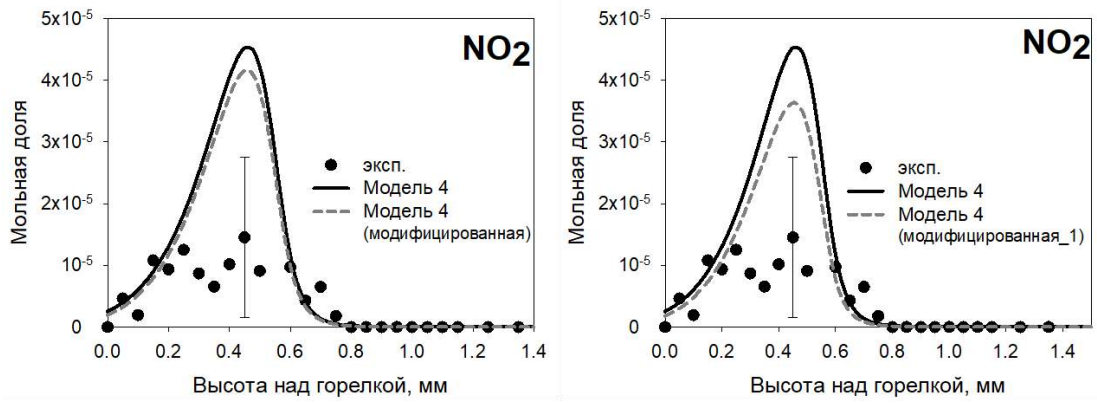 5x10⁻⁵
4x10⁻⁵
3x10⁻⁵
2x10⁻⁵
10⁻⁵
0
Мольная доля
NO₂
эксп.
Модель 4
Модель 4
(модифицированная)
0.0 0.2 0.4 0.6 0.8 1.0 1.2 1.4
Высота над горелкой, мм
5x10⁻⁵
4x10⁻⁵
3x10⁻⁵
2x10⁻⁵
10⁻⁵
0
Мольная доля
NO₂
эксп.
Модель 4
Модель 4
(модифицированная_1)
0.0 0.2 0.4 0.6 0.8 1.0 1.2 1.4
Высота над горелкой, мм